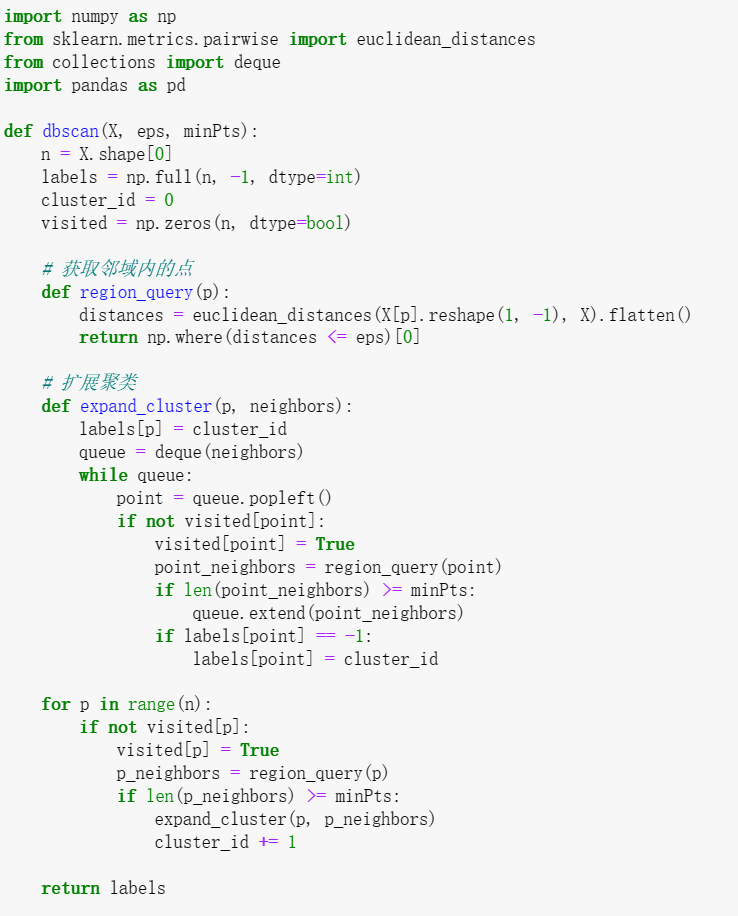 import numpy as np
from sklearn.metrics.pairwise import euclidean_distances
from collections import deque
import pandas as pd

def dbscan(X, eps, minPts):
    n = X.shape[0]
    labels = np.full(n, -1, dtype=int)
    cluster_id = 0
    visited = np.zeros(n, dtype=bool)

    # 获取邻域内的点
    def region_query(p):
        distances = euclidean_distances(X[p].reshape(1, -1), X).flatten()
        return np.where(distances <= eps)[0]

    # 扩展聚类
    def expand_cluster(p, neighbors):
        labels[p] = cluster_id
        queue = deque(neighbors)
        while queue:
            point = queue.popleft()
            if not visited[point]:
                visited[point] = True
                point_neighbors = region_query(point)
                if len(point_neighbors) >= minPts:
                    queue.extend(point_neighbors)
                if labels[point] == -1:
                    labels[point] = cluster_id

    for p in range(n):
        if not visited[p]:
            visited[p] = True
            p_neighbors = region_query(p)
            if len(p_neighbors) >= minPts:
                expand_cluster(p, p_neighbors)
                cluster_id += 1

    return labels